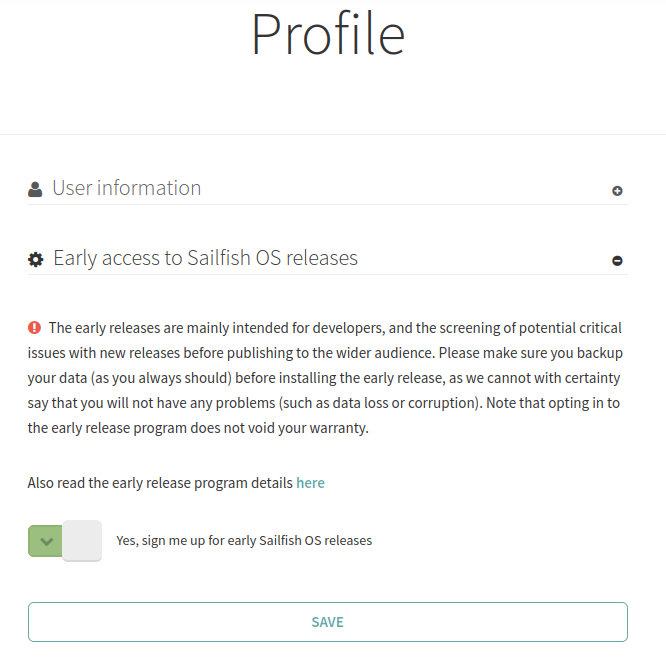 Profile
User information
Early access to Sailfish OS releases
The early releases are mainly intended for developers, and the screening of potential critical
issues with new releases before publishing to the wider audience. Please make sure you backup
your data (as you always should) before installing the early release, as we cannot with certainty
say that you will not have any problems (such as data loss or corruption). Note that opting in to
the early release program does not void your warranty.
Also read the early release program details here
Yes, sign me up for early Sailfish OS releases
SAVE